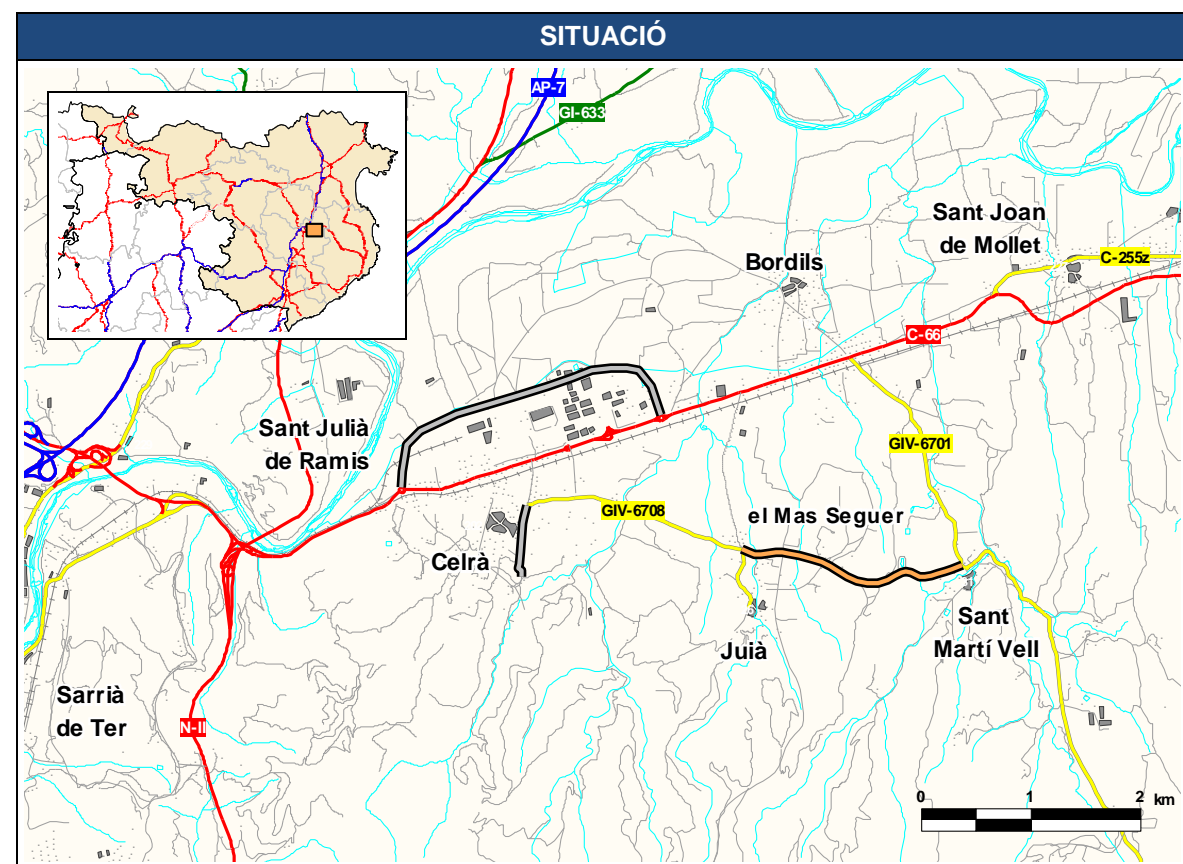 SITUACIÓ
AP-7
GI-633
Sant Joan
de Mollet
C-255z
Bordils
C-66
Sant Julià
de Ramis
GIV-6701
GIV-6708
el Mas Seguer
Celrà
Juià
Sant
Martí Vell
Sarrià
de Ter
N-II
0 1 2 km